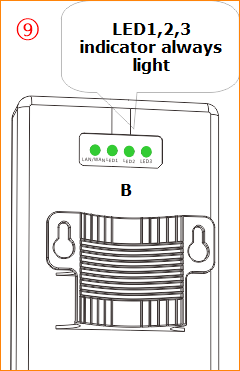 ⑨
LED1,2,3
indicator always
light
LAN/WAN LED1 LED2 LED3
B